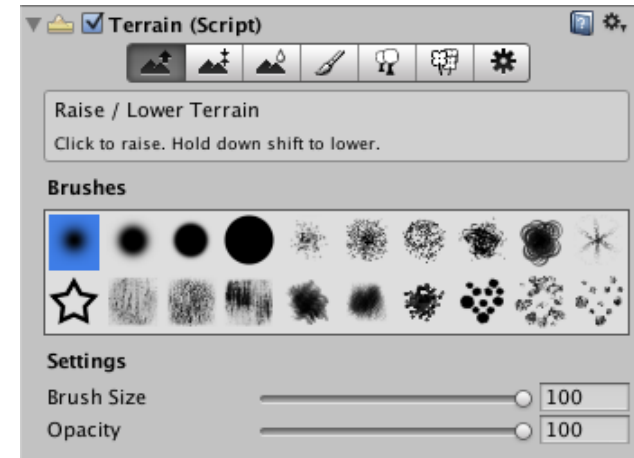 Terrain (Script)
Raise / Lower Terrain
Click to raise. Hold down shift to lower.
Brushes
Settings
Brush Size 100
Opacity 100